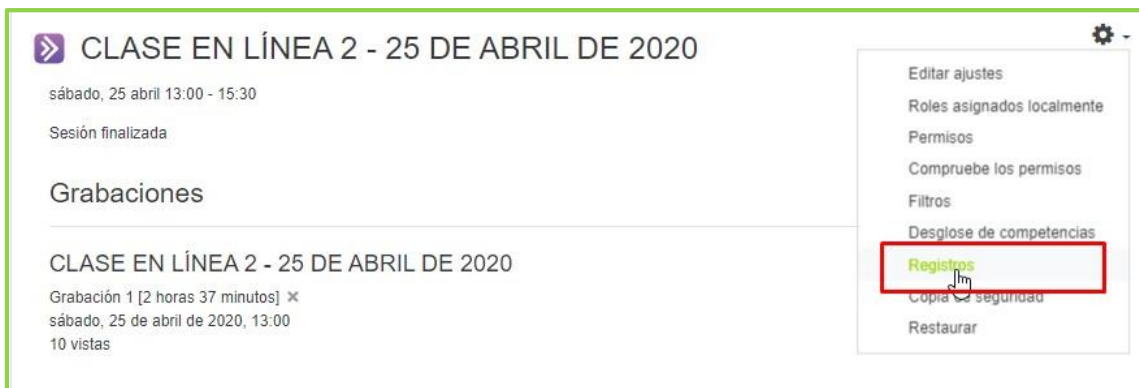 CLASE EN LÍNEA 2 - 25 DE ABRIL DE 2020
sábado, 25 abril 13:00 - 15:30
Sesión finalizada
Grabaciones
CLASE EN LÍNEA 2 - 25 DE ABRIL DE 2020
Grabación 1 [2 horas 37 minutos] ×
sábado, 25 de abril de 2020, 13:00
10 vistas
Editar ajustes
Roles asignados localmente
Permisos
Compruebe los permisos
Filtros
Desglose de competencias
Registros
Copia de seguridad
Restaurar